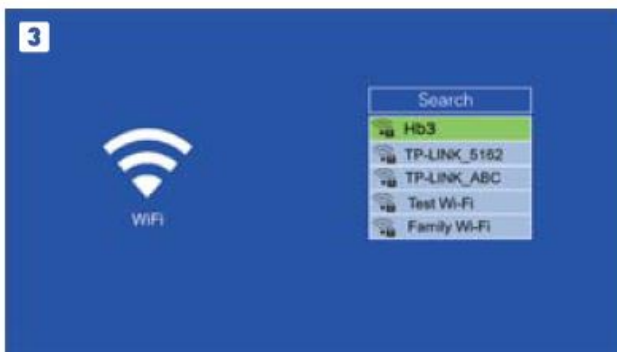 3
Search
Hb3
TP-LINK_5162
TP-LINK_ABC
Test Wi-Fi
Family Wi-Fi
WiFi